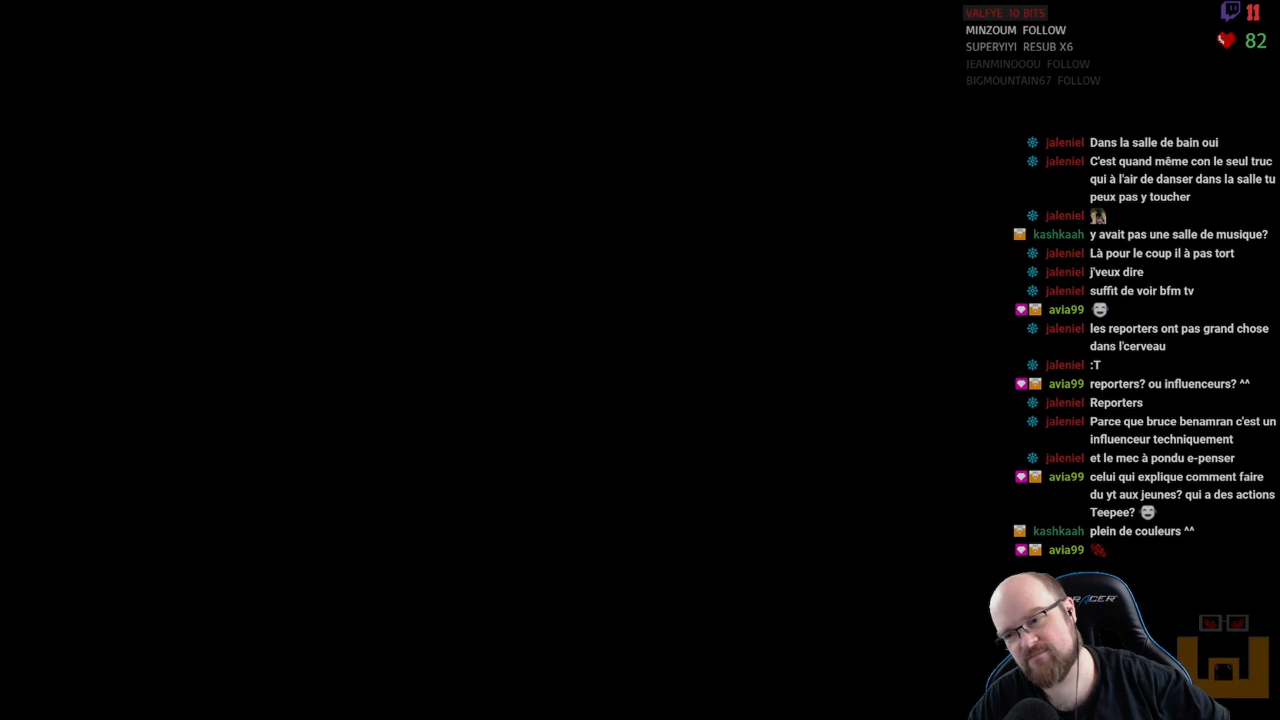 VALFYE 10 BITS
MINZOUM FOLLOW
SUPERYIYI RESUB X6
JEANMINOOOU FOLLOW
BIGMOUNTAIN67 FOLLOW
11
82
jaleniel Dans la salle de bain oui
jaleniel C'est quand même con le seul truc
qui à l'air de danser dans la salle tu
peux pas y toucher
jaleniel
kashkaah y avait pas une salle de musique?
jaleniel Là pour le coup il à pas tort
jaleniel j'veux dire
jaleniel suffit de voir bfm tv
avia99
jaleniel les reporters ont pas grand chose
dans l'cerveau
jaleniel :T
avia99 reporters? ou influenceurs? ^^
jaleniel Reporters
jaleniel Parce que bruce benamran c'est un
influenceur techniquement
jaleniel et le mec à pondu e-penser
avia99 celui qui explique comment faire
du yt aux jeunes? qui a des actions
Teepee?
kashkaah plein de couleurs ^^
avia99